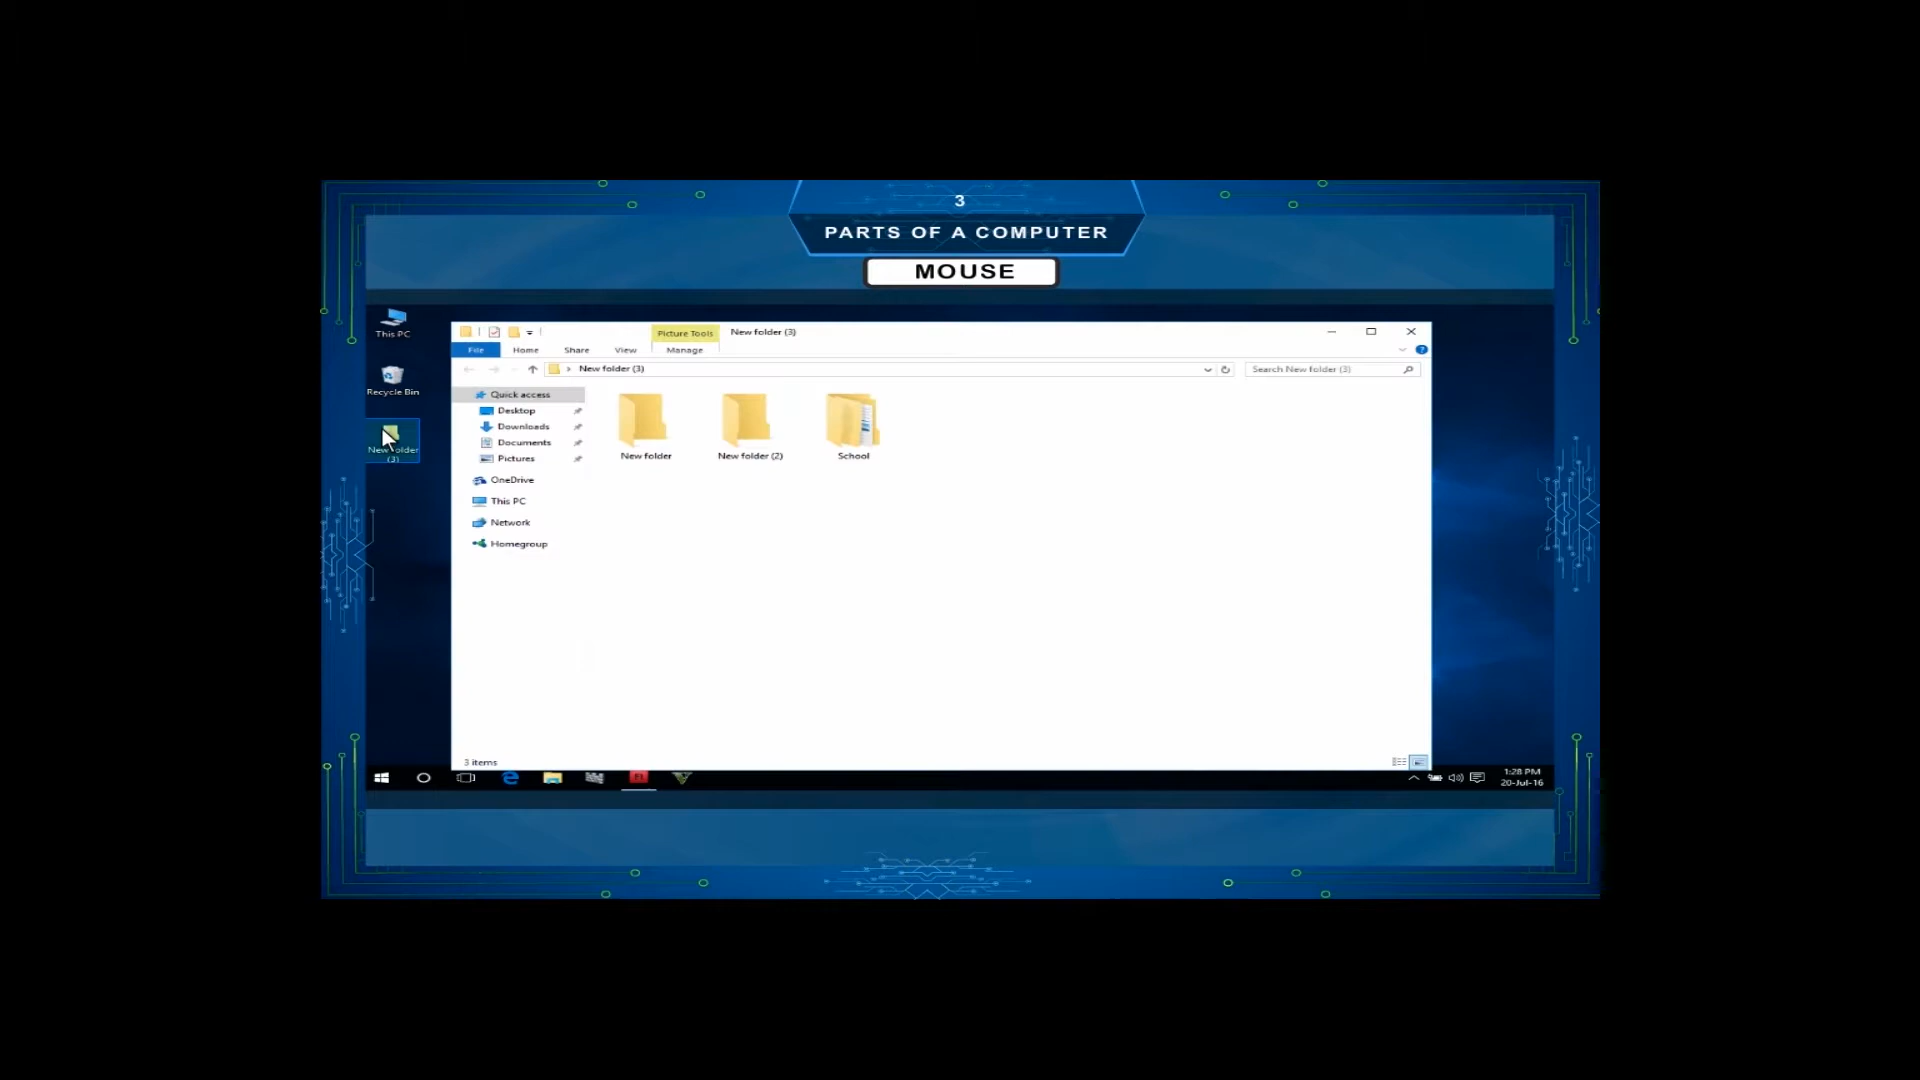 3
PARTS OF A COMPUTER
MOUSE
This PC
Recycle Bin
New folder
(3)
Picture Tools
New folder (3)
File
Home
Share
View
Manage
New folder (3)
Search New folder (3)
Quick access
Desktop
Downloads
Documents
Pictures
OneDrive
This PC
Network
Homegroup
New folder
New folder (2)
School
3 items
1:28 PM
20-Jul-16